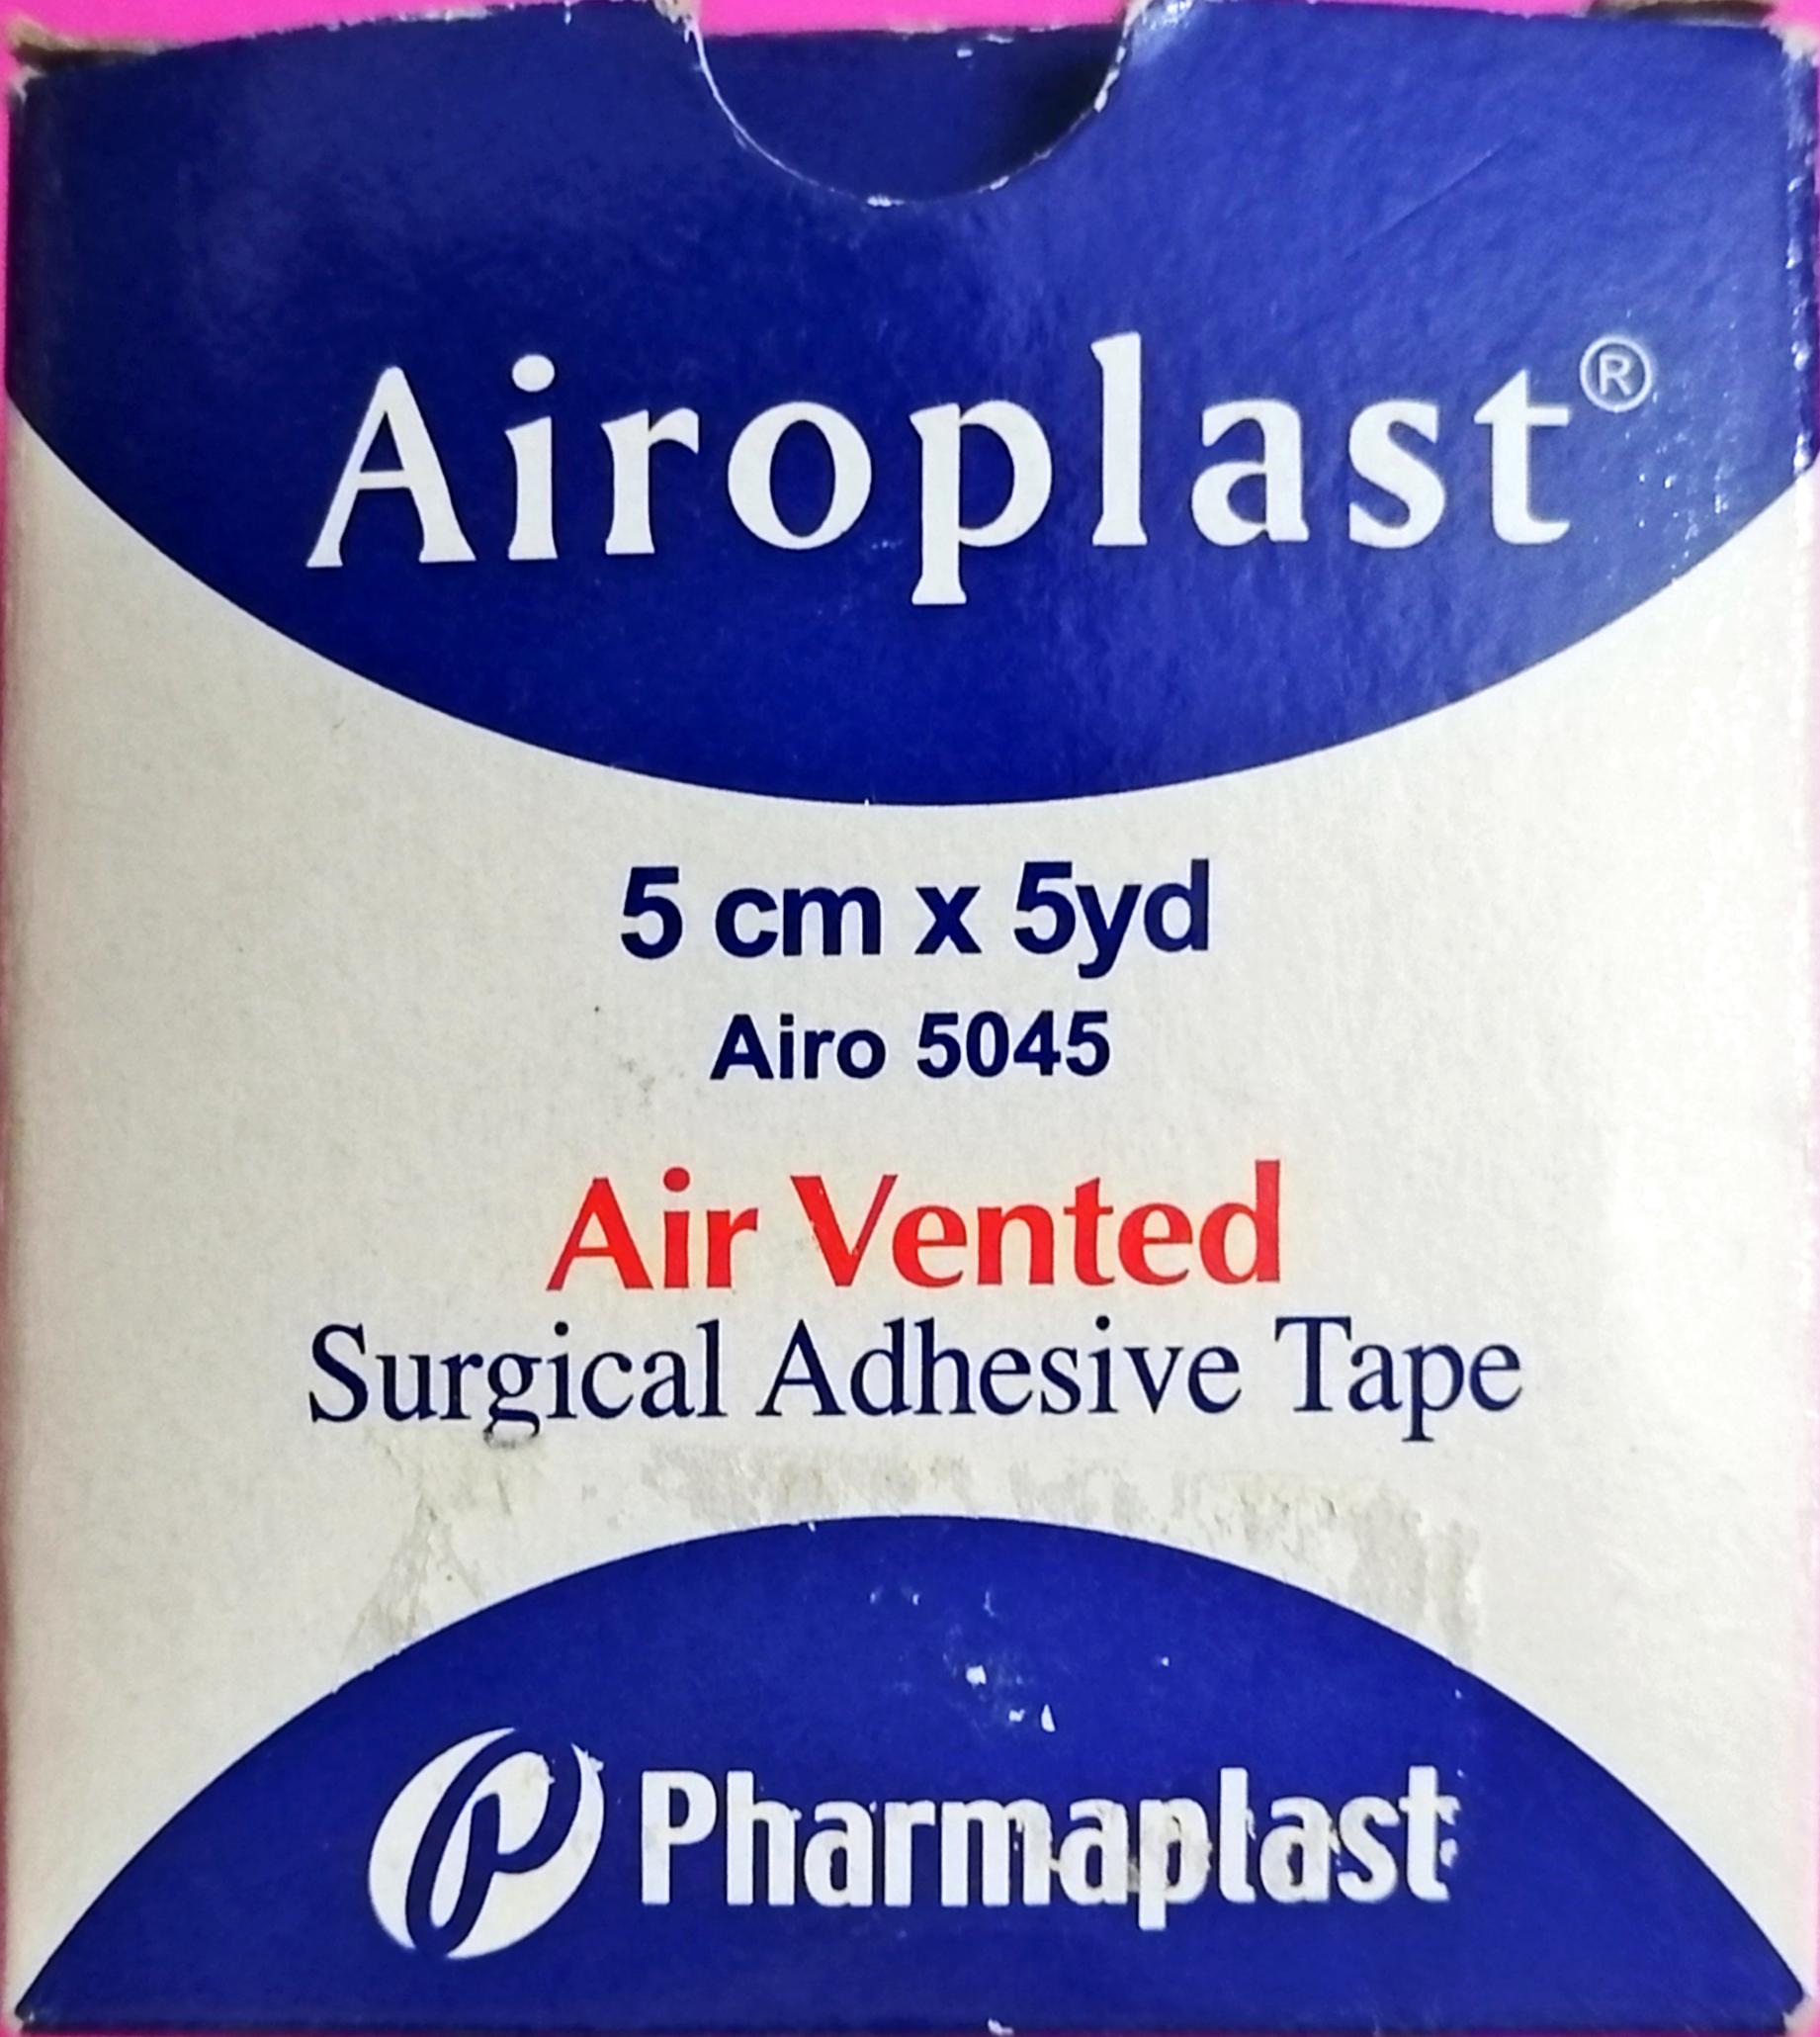 Airoplast®
5 cm x 5yd
Airo 5045
Air Vented
Surgical Adhesive Tape
Pharmaplast